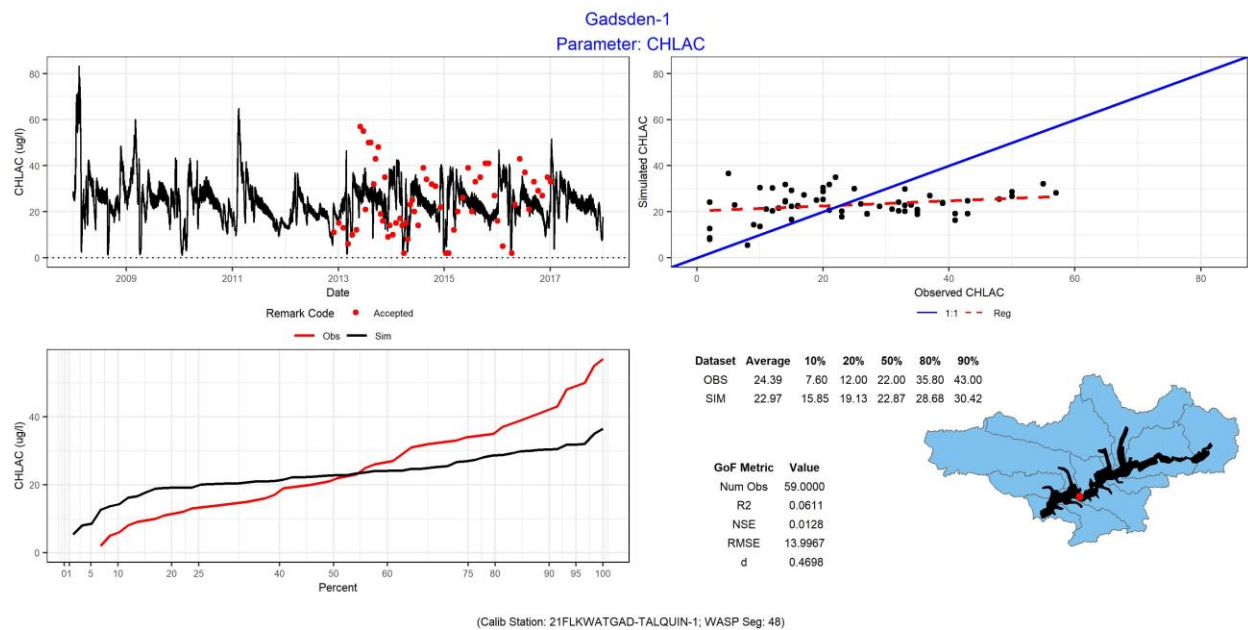 Gadsden-1
Parameter: CHLAC
CHLAC (ug/l)
80
60
40
20
0
2009 2011 2013 2015 2017
Date
Remark Code Accepted
Obs Sim
Simulated CHLAC
80
60
40
20
0
0 20 40 60 80
Observed CHLAC
1:1 Reg
CHLAC (ug/l)
40
20
0
01 5 10 20 25 40 50 60 75 80 90 95 100
Percent
Dataset Average 10% 20% 50% 80% 90%
OBS 24.39 7.60 12.00 22.00 35.80 43.00
SIM 22.97 15.85 19.13 22.87 28.68 30.42
GoF Metric Value
Num Obs 59.0000
R2 0.0611
NSE 0.0128
RMSE 13.9967
d 0.4698
(Calib Station: 21FLKWATGAD-TALQUIN-1; WASP Seg: 48)